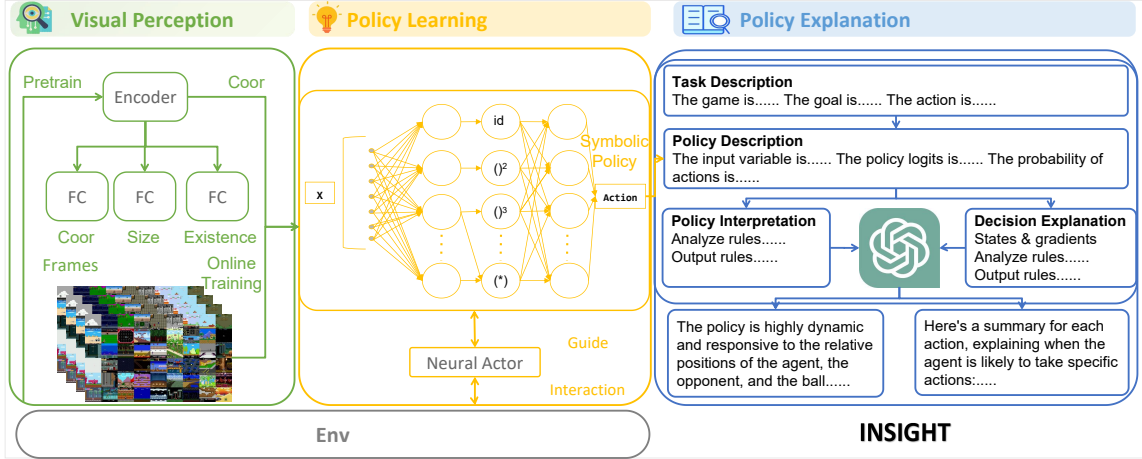 Visual Perception
Policy Learning
Policy Explanation
Pretrain
Encoder
Coor
FC
FC
FC
Coor
Size
Existence
Frames
Online
Training
X
id
()²
()³
(*)
Symbolic
Policy
Action
Neural Actor
Guide
Interaction
Env
Task Description
The game is...... The goal is...... The action is......
Policy Description
The input variable is...... The policy logits is...... The probability of
actions is......
Policy Interpretation
Analyze rules......
Output rules......
Decision Explanation
States & gradients
Analyze rules......
Output rules......
The policy is highly dynamic
and responsive to the relative
positions of the agent, the
opponent, and the ball......
Here's a summary for each
action, explaining when the
agent is likely to take specific
actions:.....
INSIGHT